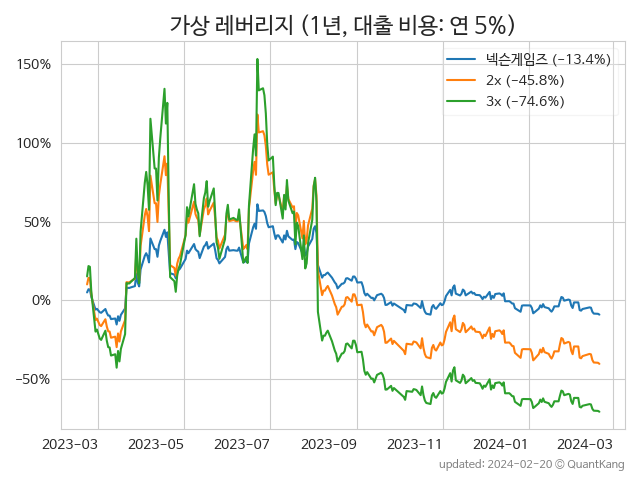 가상 레버리지 (1년, 대출 비용: 연 5%)
넥슨게임즈 (−13.4%)
2x (−45.8%)
3x (−74.6%)
150%
100%
50%
0%
−50%
2023-03 2023-05 2023-07 2023-09 2023-11 2024-01 2024-03
updated: 2024-02-20 © QuantKang